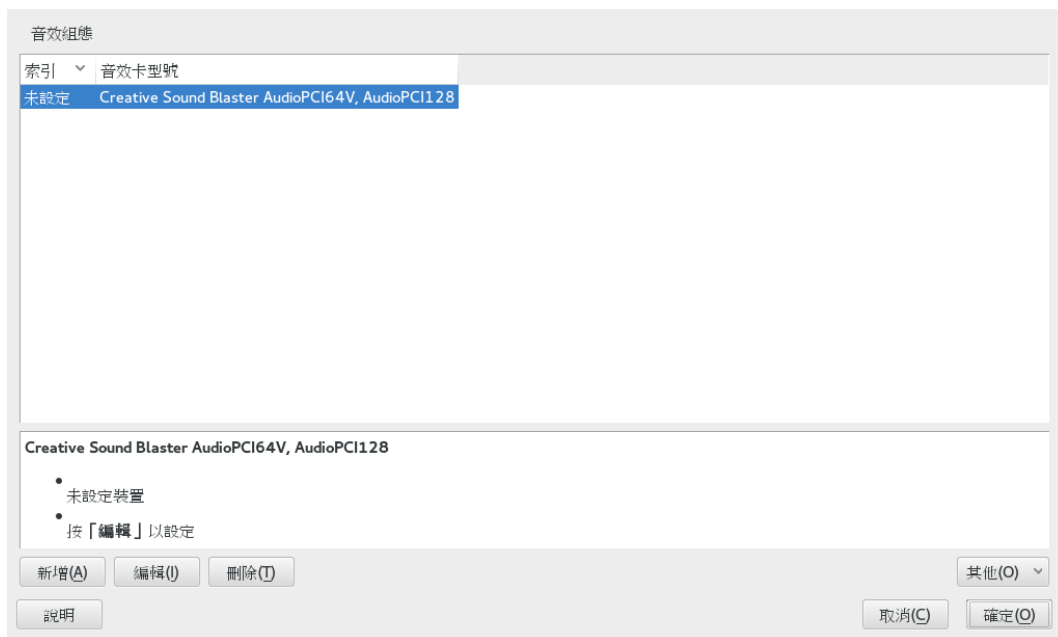 音效組態
索引 音效卡型號
未設定 Creative Sound Blaster AudioPCI64V, AudioPCI128
Creative Sound Blaster AudioPCI64V, AudioPCI128
未設定裝置
按「編輯」以設定
新增(A) 編輯(I) 刪除(T) 其他(O)
說明 取消(C) 確定(O)